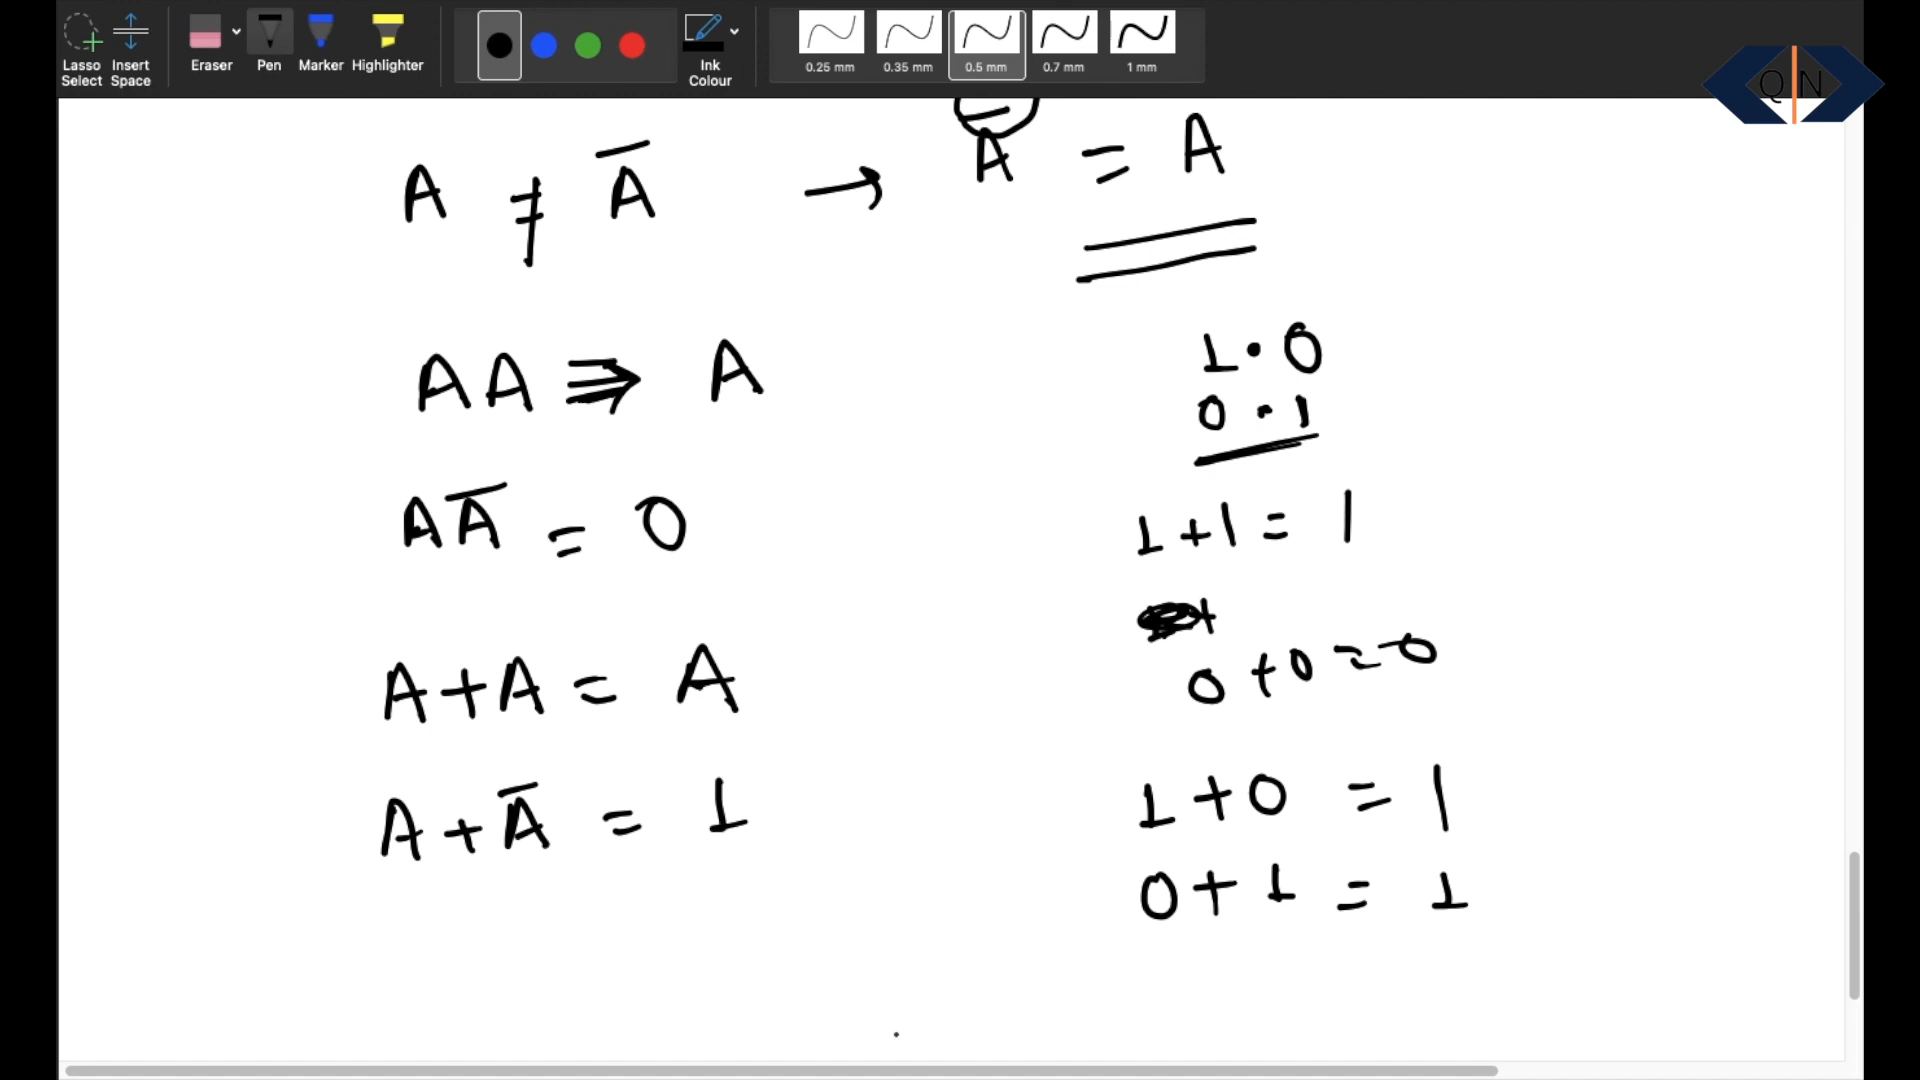 Lasso Select
Insert Space
Eraser
Pen
Marker
Highlighter
Ink Colour
0.25 mm
0.35 mm
0.5 mm
0.7 mm
1 mm
Q N
A ≠ A̅ → A̿ = A
AA ⇛ A
1 · 0
0 · 1
AA̅ = 0
1 + 1 = 1
+
0 + 0 = 0
A + A = A
A + A̅ = 1
1 + 0 = 1
0 + 1 = 1